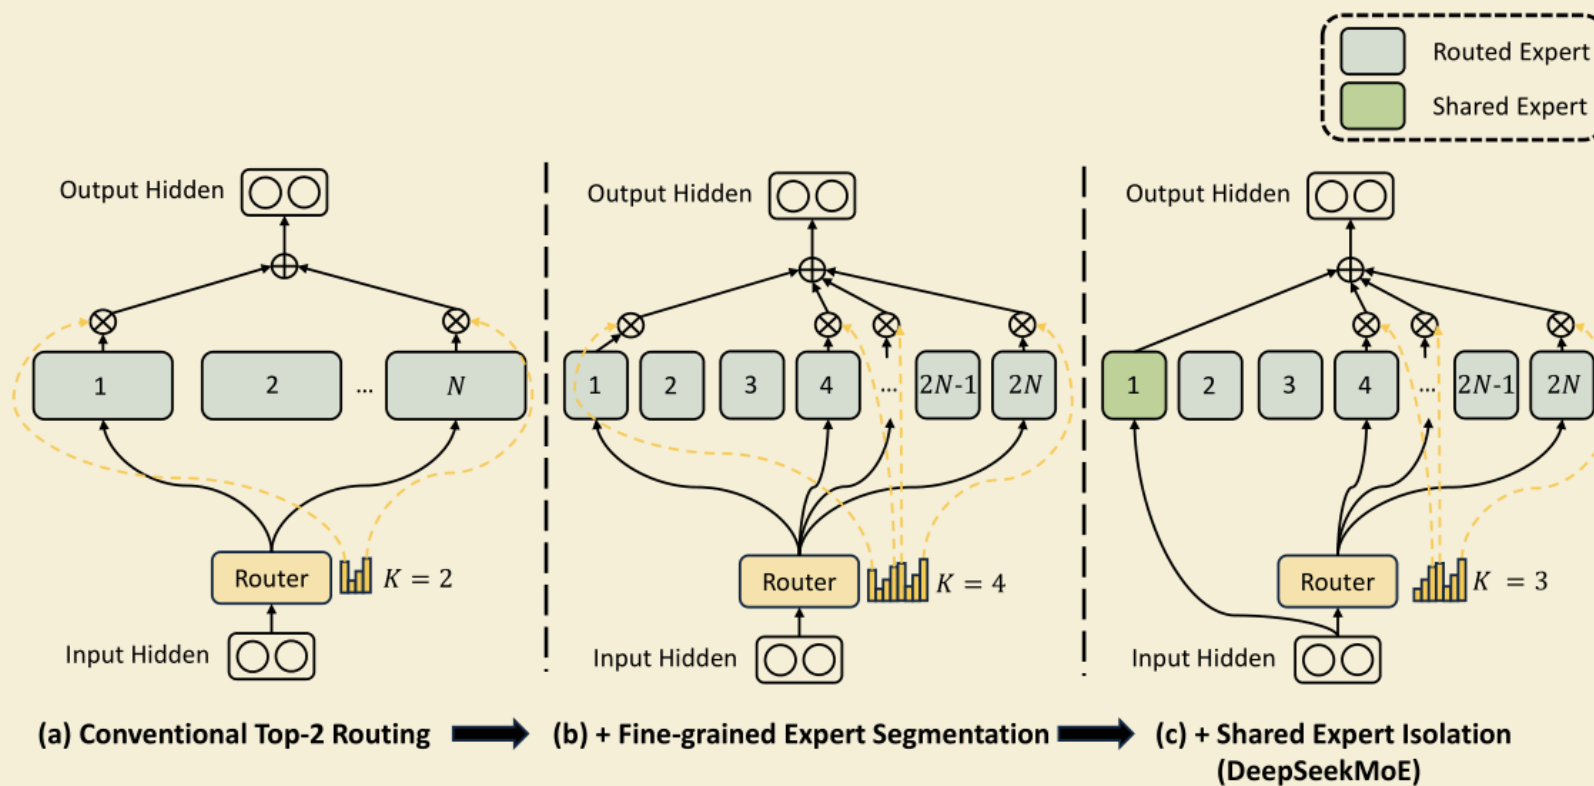 Routed Expert
Shared Expert
Output Hidden
1
2
...
N
Router
K = 2
Input Hidden
(a) Conventional Top-2 Routing
Output Hidden
1
2
3
4
...
2N-1
2N
Router
K = 4
Input Hidden
(b) + Fine-grained Expert Segmentation
Output Hidden
1
2
3
4
...
2N-1
2N
Router
K = 3
Input Hidden
(c) + Shared Expert Isolation
(DeepSeekMoE)